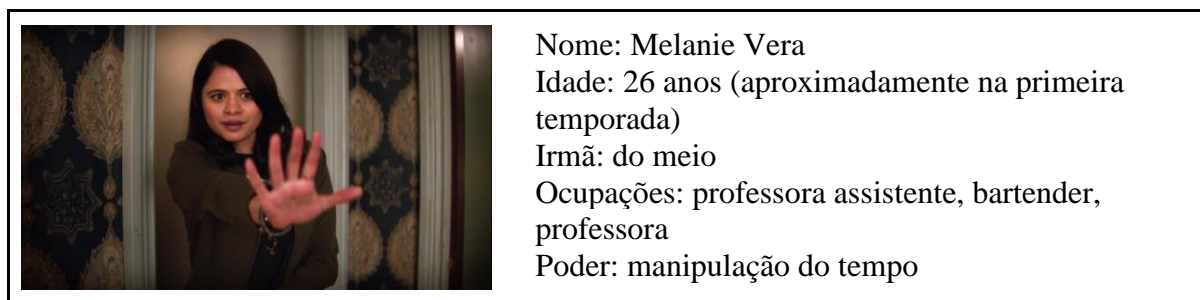 Nome: Melanie Vera
Idade: 26 anos (aproximadamente na primeira
temporada)
Irmã: do meio
Ocupações: professora assistente, bartender,
professora
Poder: manipulação do tempo